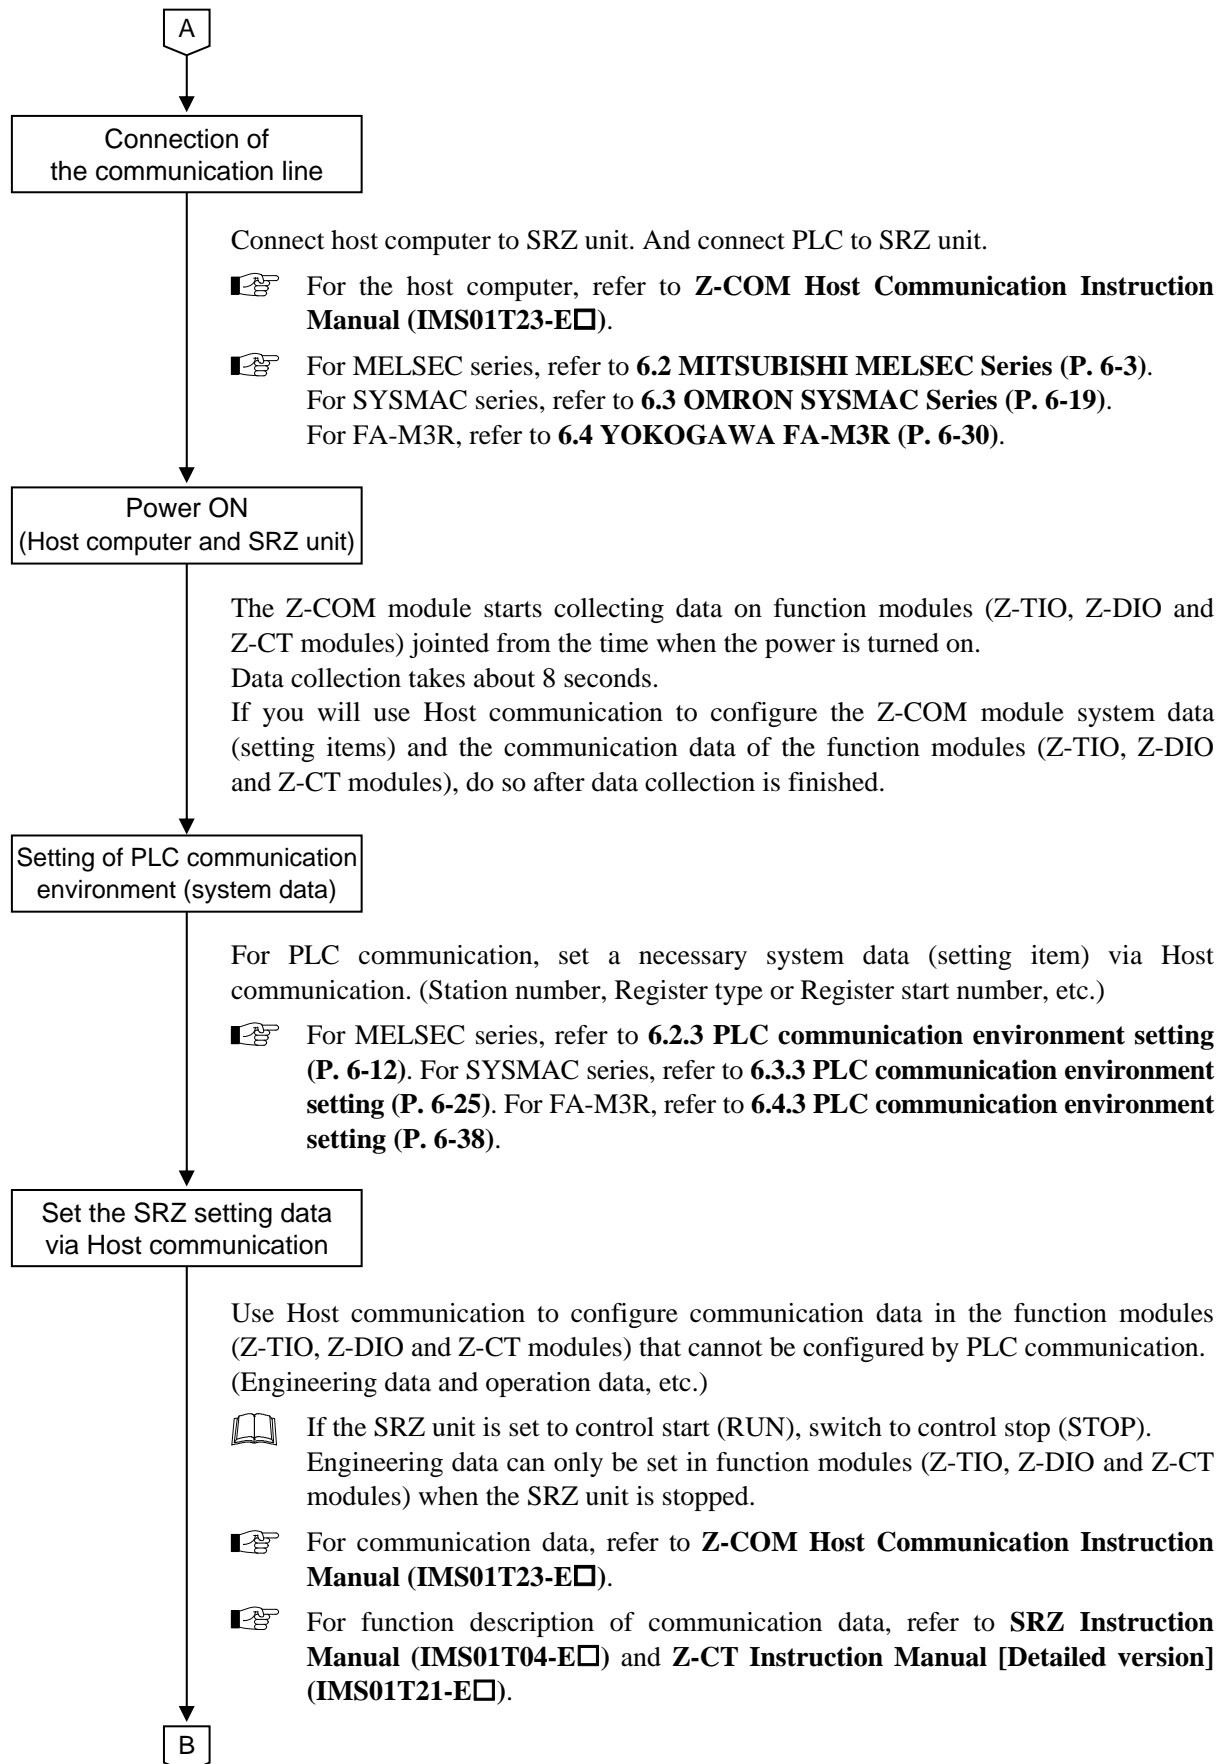 A
Connection of
the communication line
Connect host computer to SRZ unit. And connect PLC to SRZ unit.
For the host computer, refer to Z-COM Host Communication Instruction
Manual (IMS01T23-E□).
For MELSEC series, refer to 6.2 MITSUBISHI MELSEC Series (P. 6-3).
For SYSMAC series, refer to 6.3 OMRON SYSMAC Series (P. 6-19).
For FA-M3R, refer to 6.4 YOKOGAWA FA-M3R (P. 6-30).
Power ON
(Host computer and SRZ unit)
The Z-COM module starts collecting data on function modules (Z-TIO, Z-DIO and
Z-CT modules) jointed from the time when the power is turned on.
Data collection takes about 8 seconds.
If you will use Host communication to configure the Z-COM module system data
(setting items) and the communication data of the function modules (Z-TIO, Z-DIO
and Z-CT modules), do so after data collection is finished.
Setting of PLC communication
environment (system data)
For PLC communication, set a necessary system data (setting item) via Host
communication. (Station number, Register type or Register start number, etc.)
For MELSEC series, refer to 6.2.3 PLC communication environment setting
(P. 6-12). For SYSMAC series, refer to 6.3.3 PLC communication environment
setting (P. 6-25). For FA-M3R, refer to 6.4.3 PLC communication environment
setting (P. 6-38).
Set the SRZ setting data
via Host communication
Use Host communication to configure communication data in the function modules
(Z-TIO, Z-DIO and Z-CT modules) that cannot be configured by PLC communication.
(Engineering data and operation data, etc.)
If the SRZ unit is set to control start (RUN), switch to control stop (STOP).
Engineering data can only be set in function modules (Z-TIO, Z-DIO and Z-CT
modules) when the SRZ unit is stopped.
For communication data, refer to Z-COM Host Communication Instruction
Manual (IMS01T23-E□).
For function description of communication data, refer to SRZ Instruction
Manual (IMS01T04-E□) and Z-CT Instruction Manual [Detailed version]
(IMS01T21-E□).
B